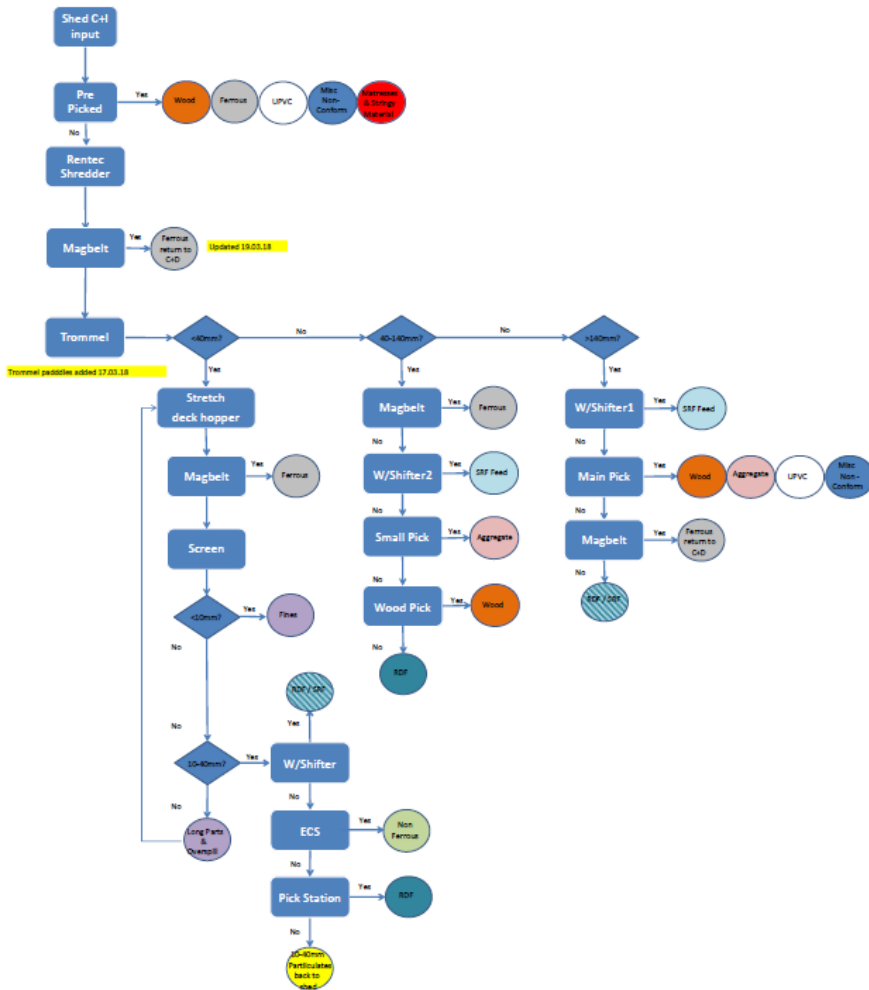 Shed C+I
input
Pre
Picked
Yes
Wood
Ferrous
UPVC
Misc
Non-
Conform
Matresses
& Stringy
Material
No
Rentec
Shredder
Magbelt
Yes
Ferrous
return to
C+D
Updated 19.03.18
Trommel
<40mm?
No
40-140mm?
No
>140mm?
Trommel padddles added 17.03.18
Yes
Yes
Yes
Stretch
deck hopper
Magbelt
Yes
Ferrous
W/Shifter1
Yes
SRF Feed
No
No
Magbelt
Yes
Ferrous
W/Shifter2
Yes
SRF Feed
Main Pick
Yes
Wood
Aggregate
UPVC
Misc
Non-
Conform
No
No
Screen
Small Pick
Yes
Aggregate
Magbelt
Yes
Ferrous
return to
C+D
No
No
<10mm?
Yes
Fines
Wood Pick
Yes
Wood
RDF / SRF
No
No
RDF
RDF / SRF
No
Yes
10-40mm?
Yes
W/Shifter
No
No
Long Parts
&
Overspill
ECS
Yes
Non
Ferrous
No
Pick Station
Yes
RDF
No
10-40mm
Particulates
back to
shed